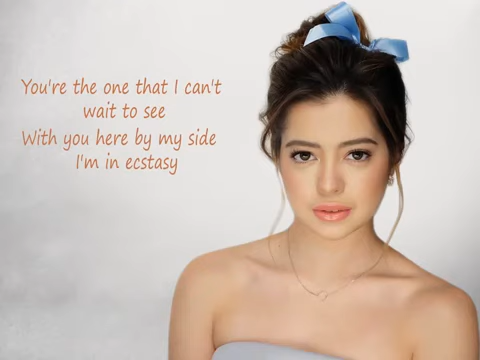 You're the one that I can't
wait to see
With you here by my side
I'm in ecstasy